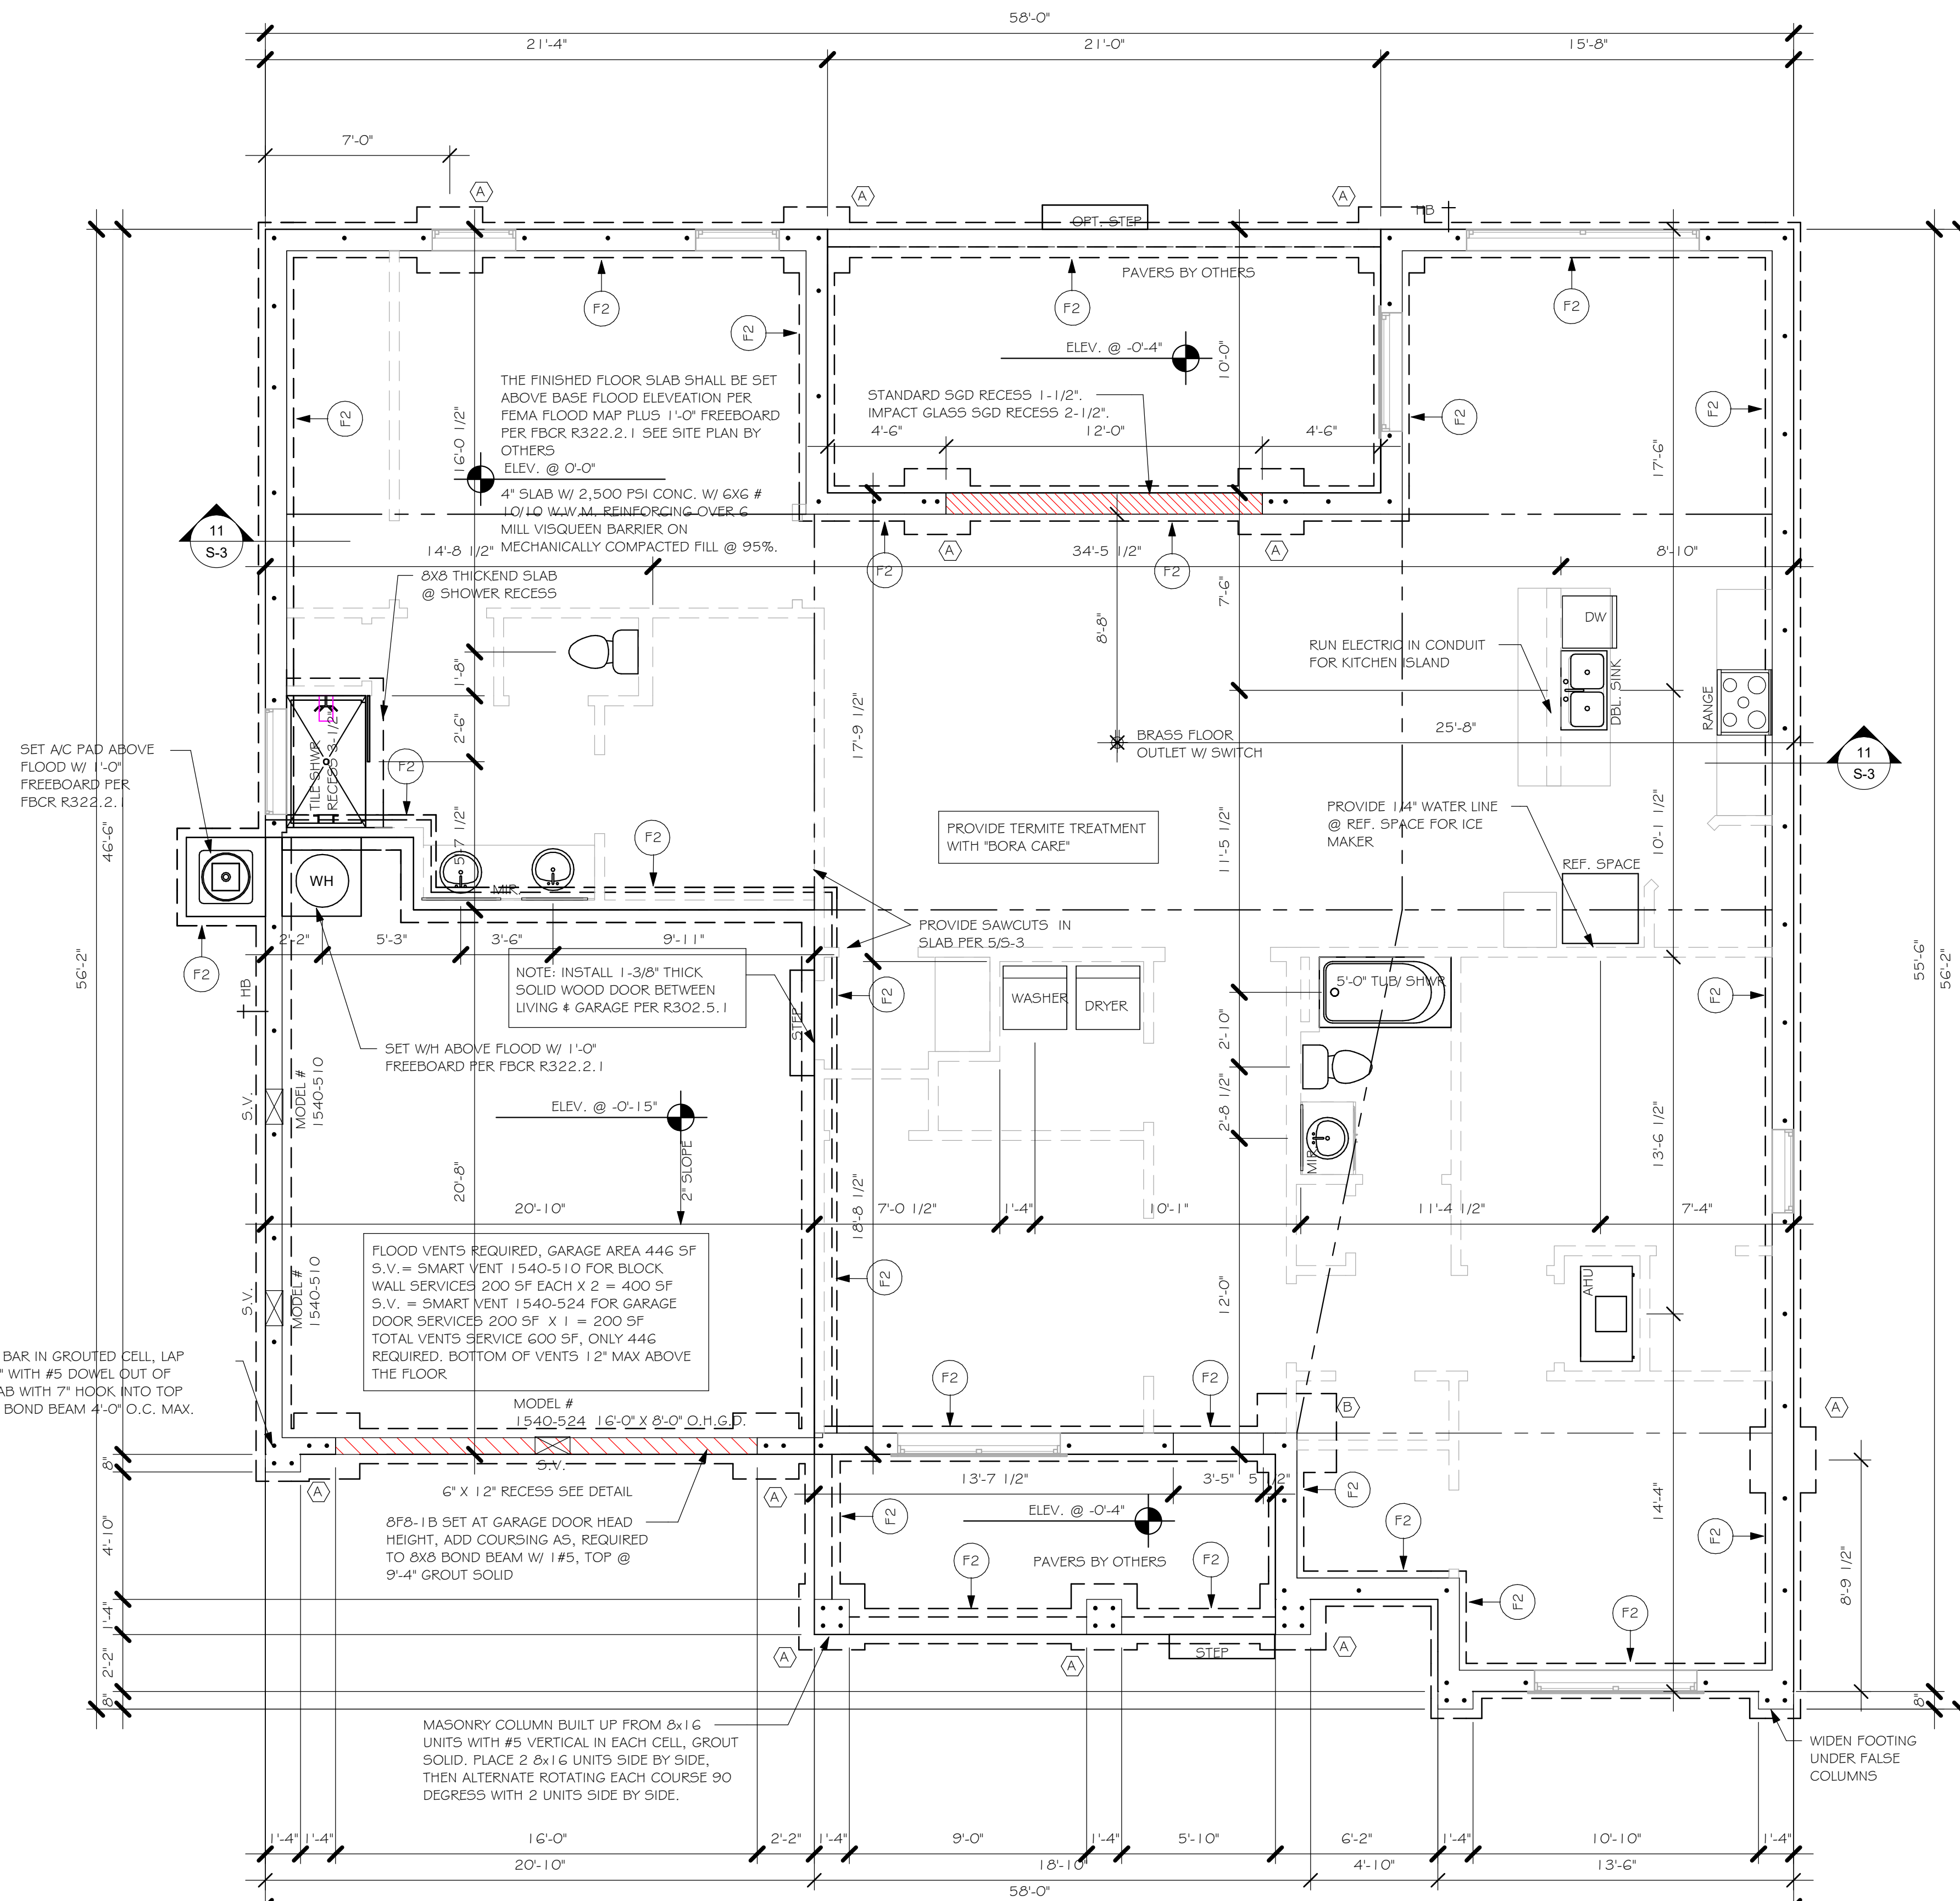 58'-0"
21'-4"
21'-0"
15'-8"
7'-0"
A
A
A
HB
OPT. STEP
PAVERS BY OTHERS
F2
F2
F2
F2
F2
F2
F2
ELEV. @ -0'-4"
10'-0"
THE FINISHED FLOOR SLAB SHALL BE SET
ABOVE BASE FLOOD ELEVEATION PER
FEMA FLOOD MAP PLUS 1'-0" FREEBOARD
PER FBCR R322.2.1 SEE SITE PLAN BY
OTHERS
ELEV. @ 0'-0"
4" SLAB W/ 2,500 PSI CONC. W/ 6X6 #
10/10 W.W.M. REINFORCING OVER 6
MILL VISQUEEN BARRIER ON
MECHANICALLY COMPACTED FILL @ 95%.
16'-0 1/2"
STANDARD SGD RECESS 1-1/2".
IMPACT GLASS SGD RECESS 2-1/2".
4'-6"
12'-0"
4'-6"
17'-6"
11
S-3
14'-8 1/2"
34'-5 1/2"
8'-10"
A
A
F2
F2
8X8 THICKEND SLAB
@ SHOWER RECESS
7'-6"
8'-8"
DW
RUN ELECTRIC IN CONDUIT
FOR KITCHEN ISLAND
DBL. SINK
RANGE
1'-8"
2'-6"
17'-9 1/2"
25'-8"
BRASS FLOOR
OUTLET W/ SWITCH
11
S-3
TILE SHWR
RECESS 3-1/2"
SET A/C PAD ABOVE
FLOOD W/ 1'-0"
FREEBOARD PER
FBCR R322.2.1
F2
F2
5'-7 1/2"
PROVIDE TERMITE TREATMENT
WITH "BORA CARE"
11'-5 1/2"
PROVIDE 1/4" WATER LINE
@ REF. SPACE FOR ICE
MAKER
REF. SPACE
10'-1 1/2"
46'-6"
56'-2"
55'-6"
56'-2"
WH
MIR.
2'-2"
5'-3"
3'-6"
9'-11"
F2
HB
PROVIDE SAWCUTS IN
SLAB PER 5/S-3
NOTE: INSTALL 1-3/8" THICK
SOLID WOOD DOOR BETWEEN
LIVING & GARAGE PER R302.5.1
STEP
F2
WASHER
DRYER
5'-0" TUB/ SHWR
F2
SET W/H ABOVE FLOOD W/ 1'-0"
FREEBOARD PER FBCR R322.2.1
2'-10"
2'-8 1/2"
MIR.
13'-6 1/2"
S.V.
MODEL #
1540-510
ELEV. @ -0'-15"
2" SLOPE
20'-8"
20'-10"
18'-8 1/2"
7'-0 1/2"
1'-4"
10'-1"
11'-4 1/2"
7'-4"
FLOOD VENTS REQUIRED, GARAGE AREA 446 SF
S.V.= SMART VENT 1540-510 FOR BLOCK
WALL SERVICES 200 SF EACH X 2 = 400 SF
S.V. = SMART VENT 1540-524 FOR GARAGE
DOOR SERVICES 200 SF X 1 = 200 SF
TOTAL VENTS SERVICE 600 SF, ONLY 446
REQUIRED. BOTTOM OF VENTS 12" MAX ABOVE
THE FLOOR
S.V.
MODEL #
1540-510
F2
12'-0"
AHU
BAR IN GROUTED CELL, LAP
" WITH #5 DOWEL OUT OF
AB WITH 7" HOOK INTO TOP
BOND BEAM 4'-0" O.C. MAX.
MODEL #
1540-524 16'-0" X 8'-0" O.H.G.D.
S.V.
F2
F2
B
A
8"
A
6" X 12" RECESS SEE DETAIL
A
13'-7 1/2"
3'-5"
5 1/2"
F2
F2
8F8-1B SET AT GARAGE DOOR HEAD
HEIGHT, ADD COURSING AS, REQUIRED
TO 8X8 BOND BEAM W/ 1#5, TOP @
9'-4" GROUT SOLID
ELEV. @ -0'-4"
PAVERS BY OTHERS
F2
F2
F2
F2
14'-4"
8'-9 1/2"
4'-10"
1'-4"
2'-2"
8"
F2
F2
A
A
A
STEP
8"
MASONRY COLUMN BUILT UP FROM 8x16
UNITS WITH #5 VERTICAL IN EACH CELL, GROUT
SOLID. PLACE 2 8x16 UNITS SIDE BY SIDE,
THEN ALTERNATE ROTATING EACH COURSE 90
DEGRESS WITH 2 UNITS SIDE BY SIDE.
WIDEN FOOTING
UNDER FALSE
COLUMNS
1'-4"
1'-4"
16'-0"
2'-2"
1'-4"
9'-0"
1'-4"
5'-10"
6'-2"
1'-4"
10'-10"
1'-4"
20'-10"
18'-10"
4'-10"
13'-6"
58'-0"